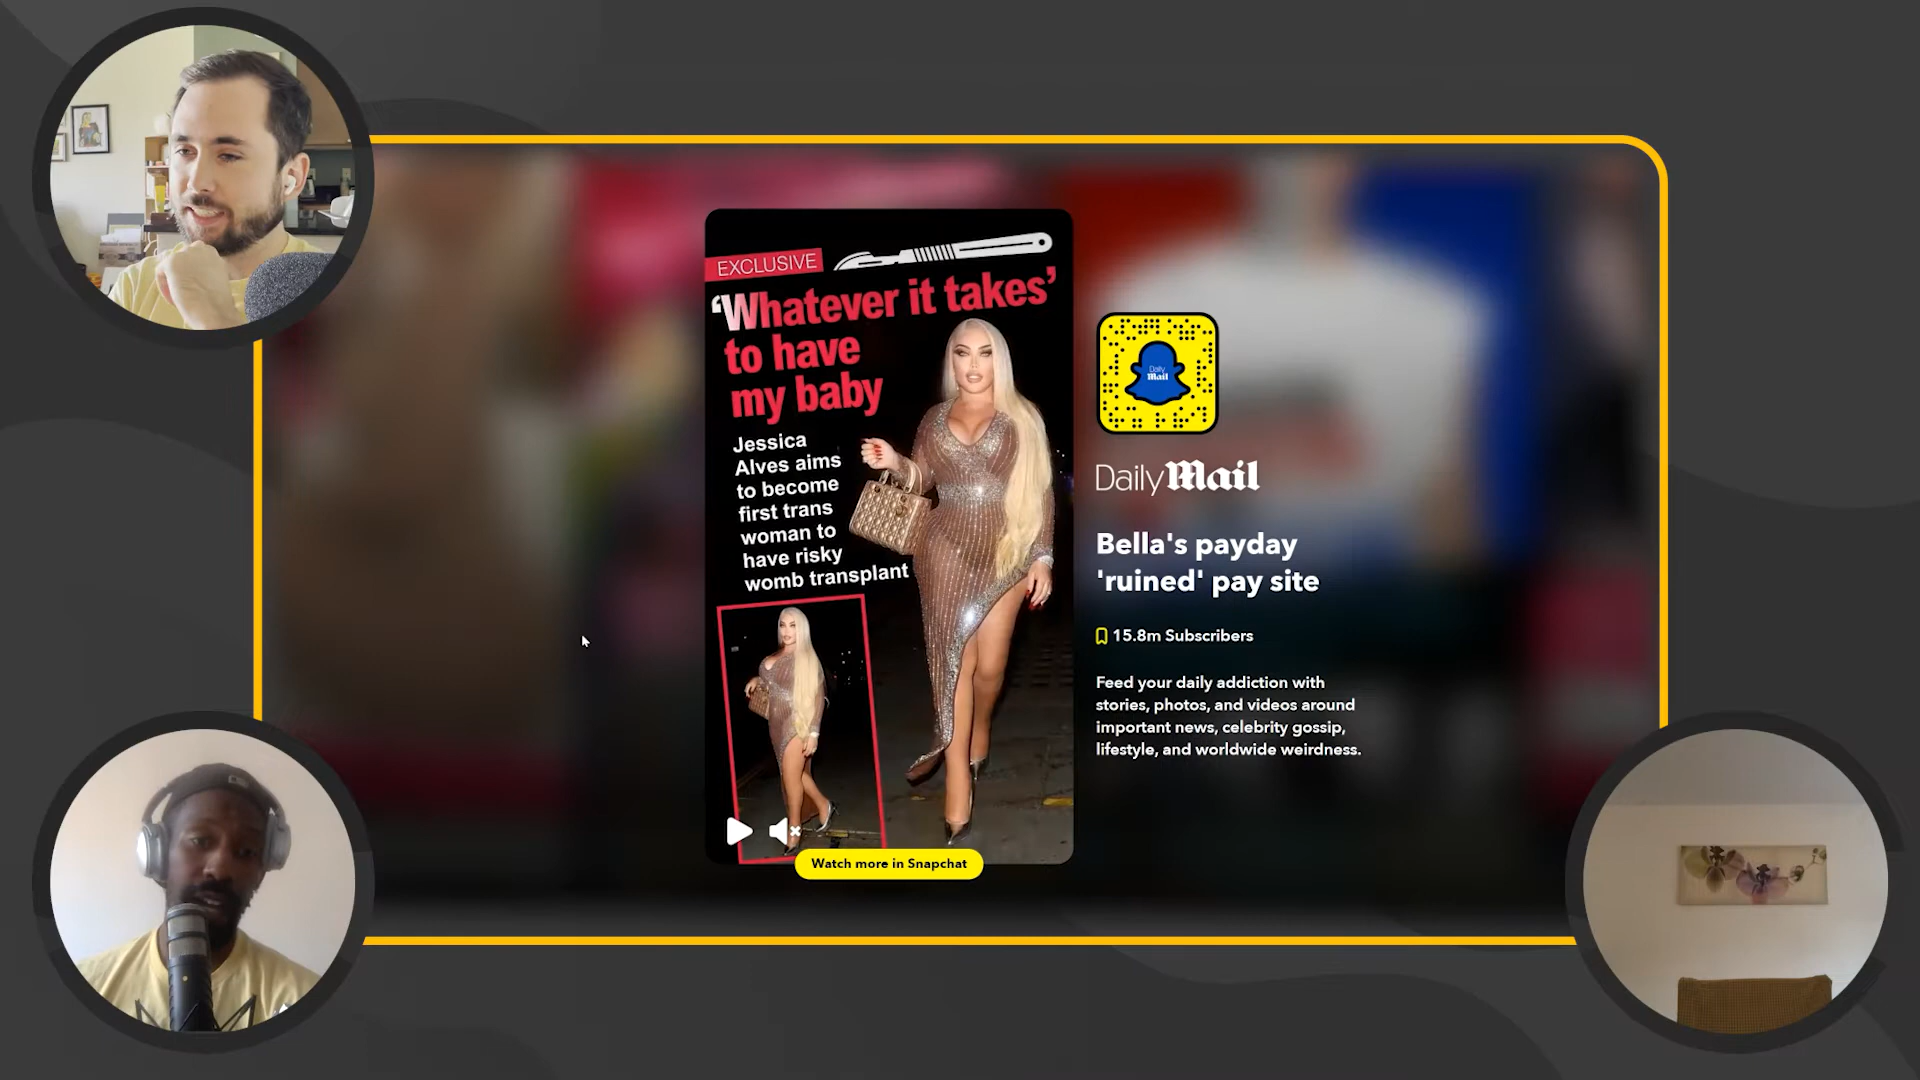 EXCLUSIVE
‘Whatever it takes’
to have
my baby
Jessica
Alves aims
to become
first trans
woman to
have risky
womb transplant
Watch more in Snapchat
Daily
Mail
Daily Mail
Bella's payday
'ruined' pay site
15.8m Subscribers
Feed your daily addiction with
stories, photos, and videos around
important news, celebrity gossip,
lifestyle, and worldwide weirdness.